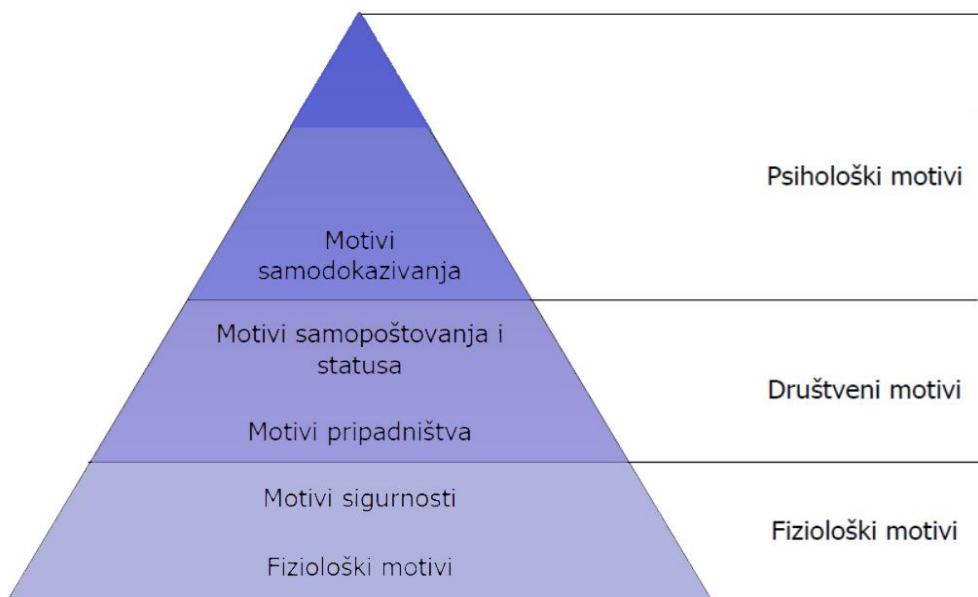 Psihološki motivi
Motivi
samodokazivanja
Motivi samopoštovanja i
statusa
Društveni motivi
Motivi pripadništva
Motivi sigurnosti
Fiziološki motivi
Fiziološki motivi